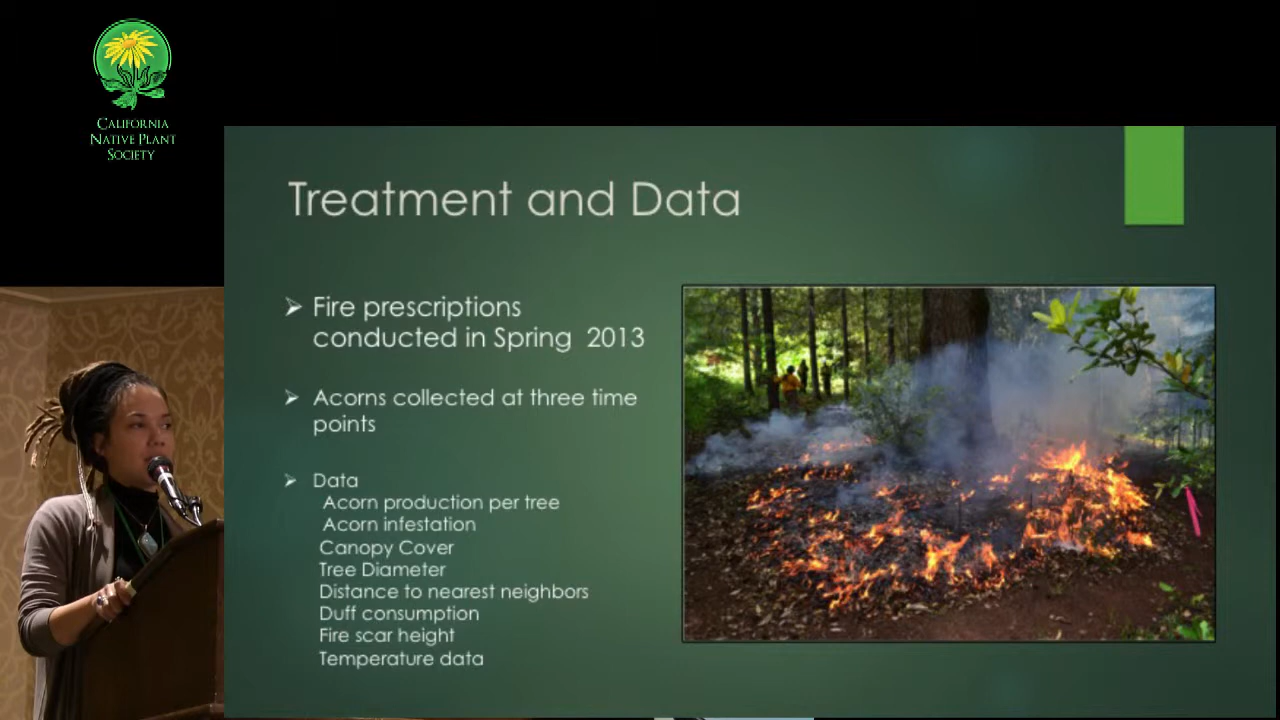 CALIFORNIA
NATIVE PLANT
SOCIETY
Treatment and Data
Fire prescriptions
conducted in Spring 2013
Acorns collected at three time
points
Data
Acorn production per tree
Acorn infestation
Canopy Cover
Tree Diameter
Distance to nearest neighbors
Duff consumption
Fire scar height
Temperature data